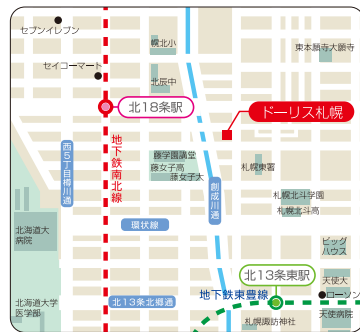 セブンイレブン
幌北小
東本願寺大願寺
セイコーマート
北辰中
北18条駅
ドーリス札幌
地下鉄南北線
西5丁目樽川通
藤学園講堂
藤女子高
藤女子大
札幌東署
創成川通
札幌北斗学園
札幌北斗高
北海道大
病院
環状線
ビッグ
ハウス
北13条東駅
天使大
地下鉄東豊線
ローソン
北海道大学
医学部
北13条北郷通
札幌諏訪神社
天使病院